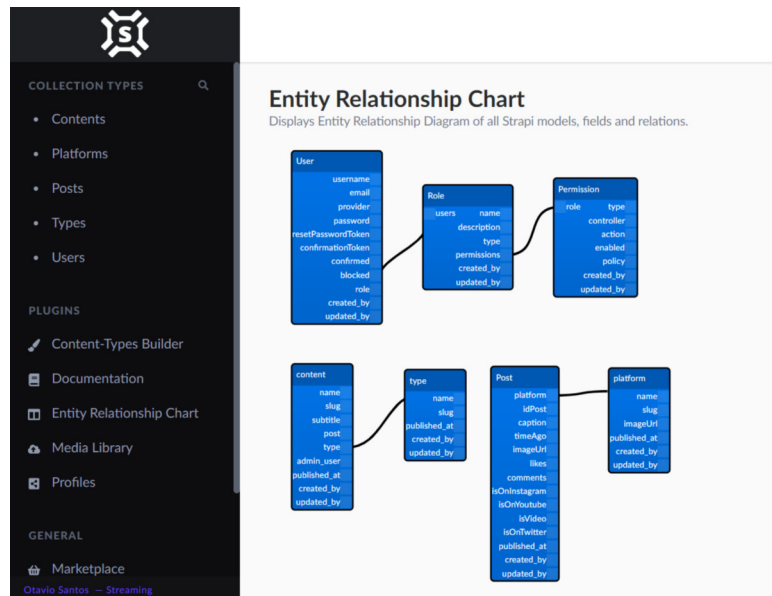 S
COLLECTION TYPES
Contents
Platforms
Posts
Types
Users
PLUGINS
Content-Types Builder
Documentation
Entity Relationship Chart
Media Library
Profiles
GENERAL
Marketplace
Otavio Santos — Streaming
Entity Relationship Chart
Displays Entity Relationship Diagram of all Strapi models, fields and relations.
User
username
email
provider
password
resetPasswordToken
confirmationToken
confirmed
blocked
role
created_by
updated_by
Role
users name
description
type
permissions
created_by
updated_by
Permission
role type
controller
action
enabled
policy
created_by
updated_by
content
name
slug
subtitle
post
type
admin_user
published_at
created_by
updated_by
type
name
slug
published_at
created_by
updated_by
Post
platform
idPost
caption
timeAgo
imageUrl
likes
comments
isOnInstagram
isOnYoutube
isVideo
isOnTwitter
published_at
created_by
updated_by
platform
name
slug
imageUrl
published_at
created_by
updated_by